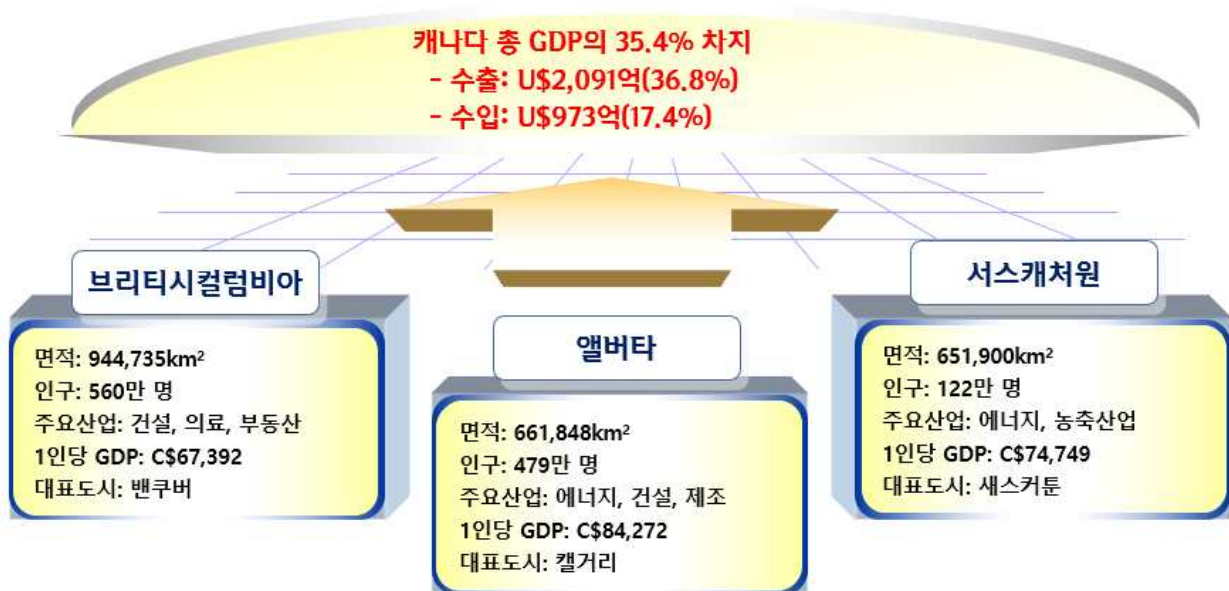 캐나다 총 GDP의 35.4% 차지
- 수출: U$2,091억(36.8%)
- 수입: U$973억(17.4%)
브리티시컬럼비아
면적: 944,735km²
인구: 560만 명
주요산업: 건설, 의료, 부동산
1인당 GDP: C$67,392
대표도시: 밴쿠버
앨버타
면적: 661,848km²
인구: 479만 명
주요산업: 에너지, 건설, 제조
1인당 GDP: C$84,272
대표도시: 캘거리
서스캐처원
면적: 651,900km²
인구: 122만 명
주요산업: 에너지, 농축산업
1인당 GDP: C$74,749
대표도시: 새스커툰